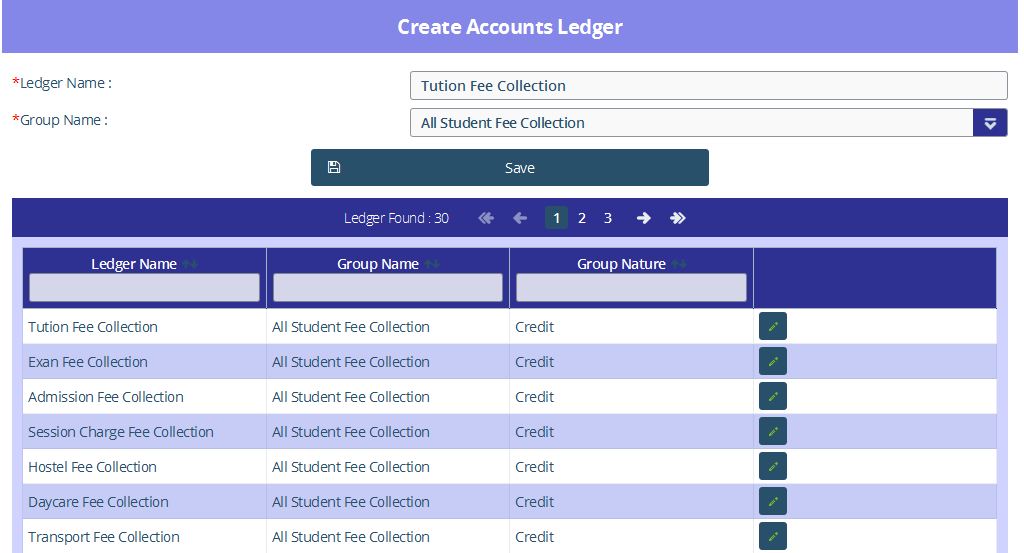 Create Accounts Ledger
*Ledger Name : Tution Fee Collection
*Group Name : All Student Fee Collection
Save
Ledger Found : 30 1 2 3
Ledger Name Group Name Group Nature
Tution Fee Collection All Student Fee Collection Credit
Exan Fee Collection All Student Fee Collection Credit
Admission Fee Collection All Student Fee Collection Credit
Session Charge Fee Collection All Student Fee Collection Credit
Hostel Fee Collection All Student Fee Collection Credit
Daycare Fee Collection All Student Fee Collection Credit
Transport Fee Collection All Student Fee Collection Credit